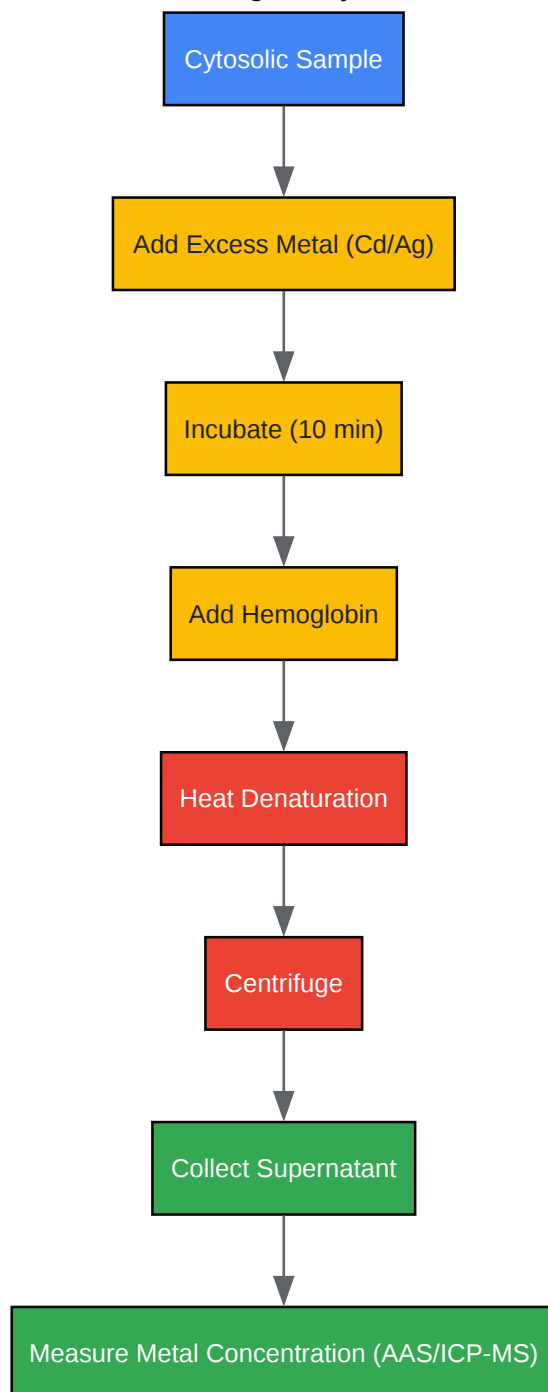 Cytosolic Sample
Add Excess Metal (Cd/Ag)
Incubate (10 min)
Add Hemoglobin
Heat Denaturation
Centrifuge
Collect Supernatant
Measure Metal Concentration (AAS/ICP-MS)